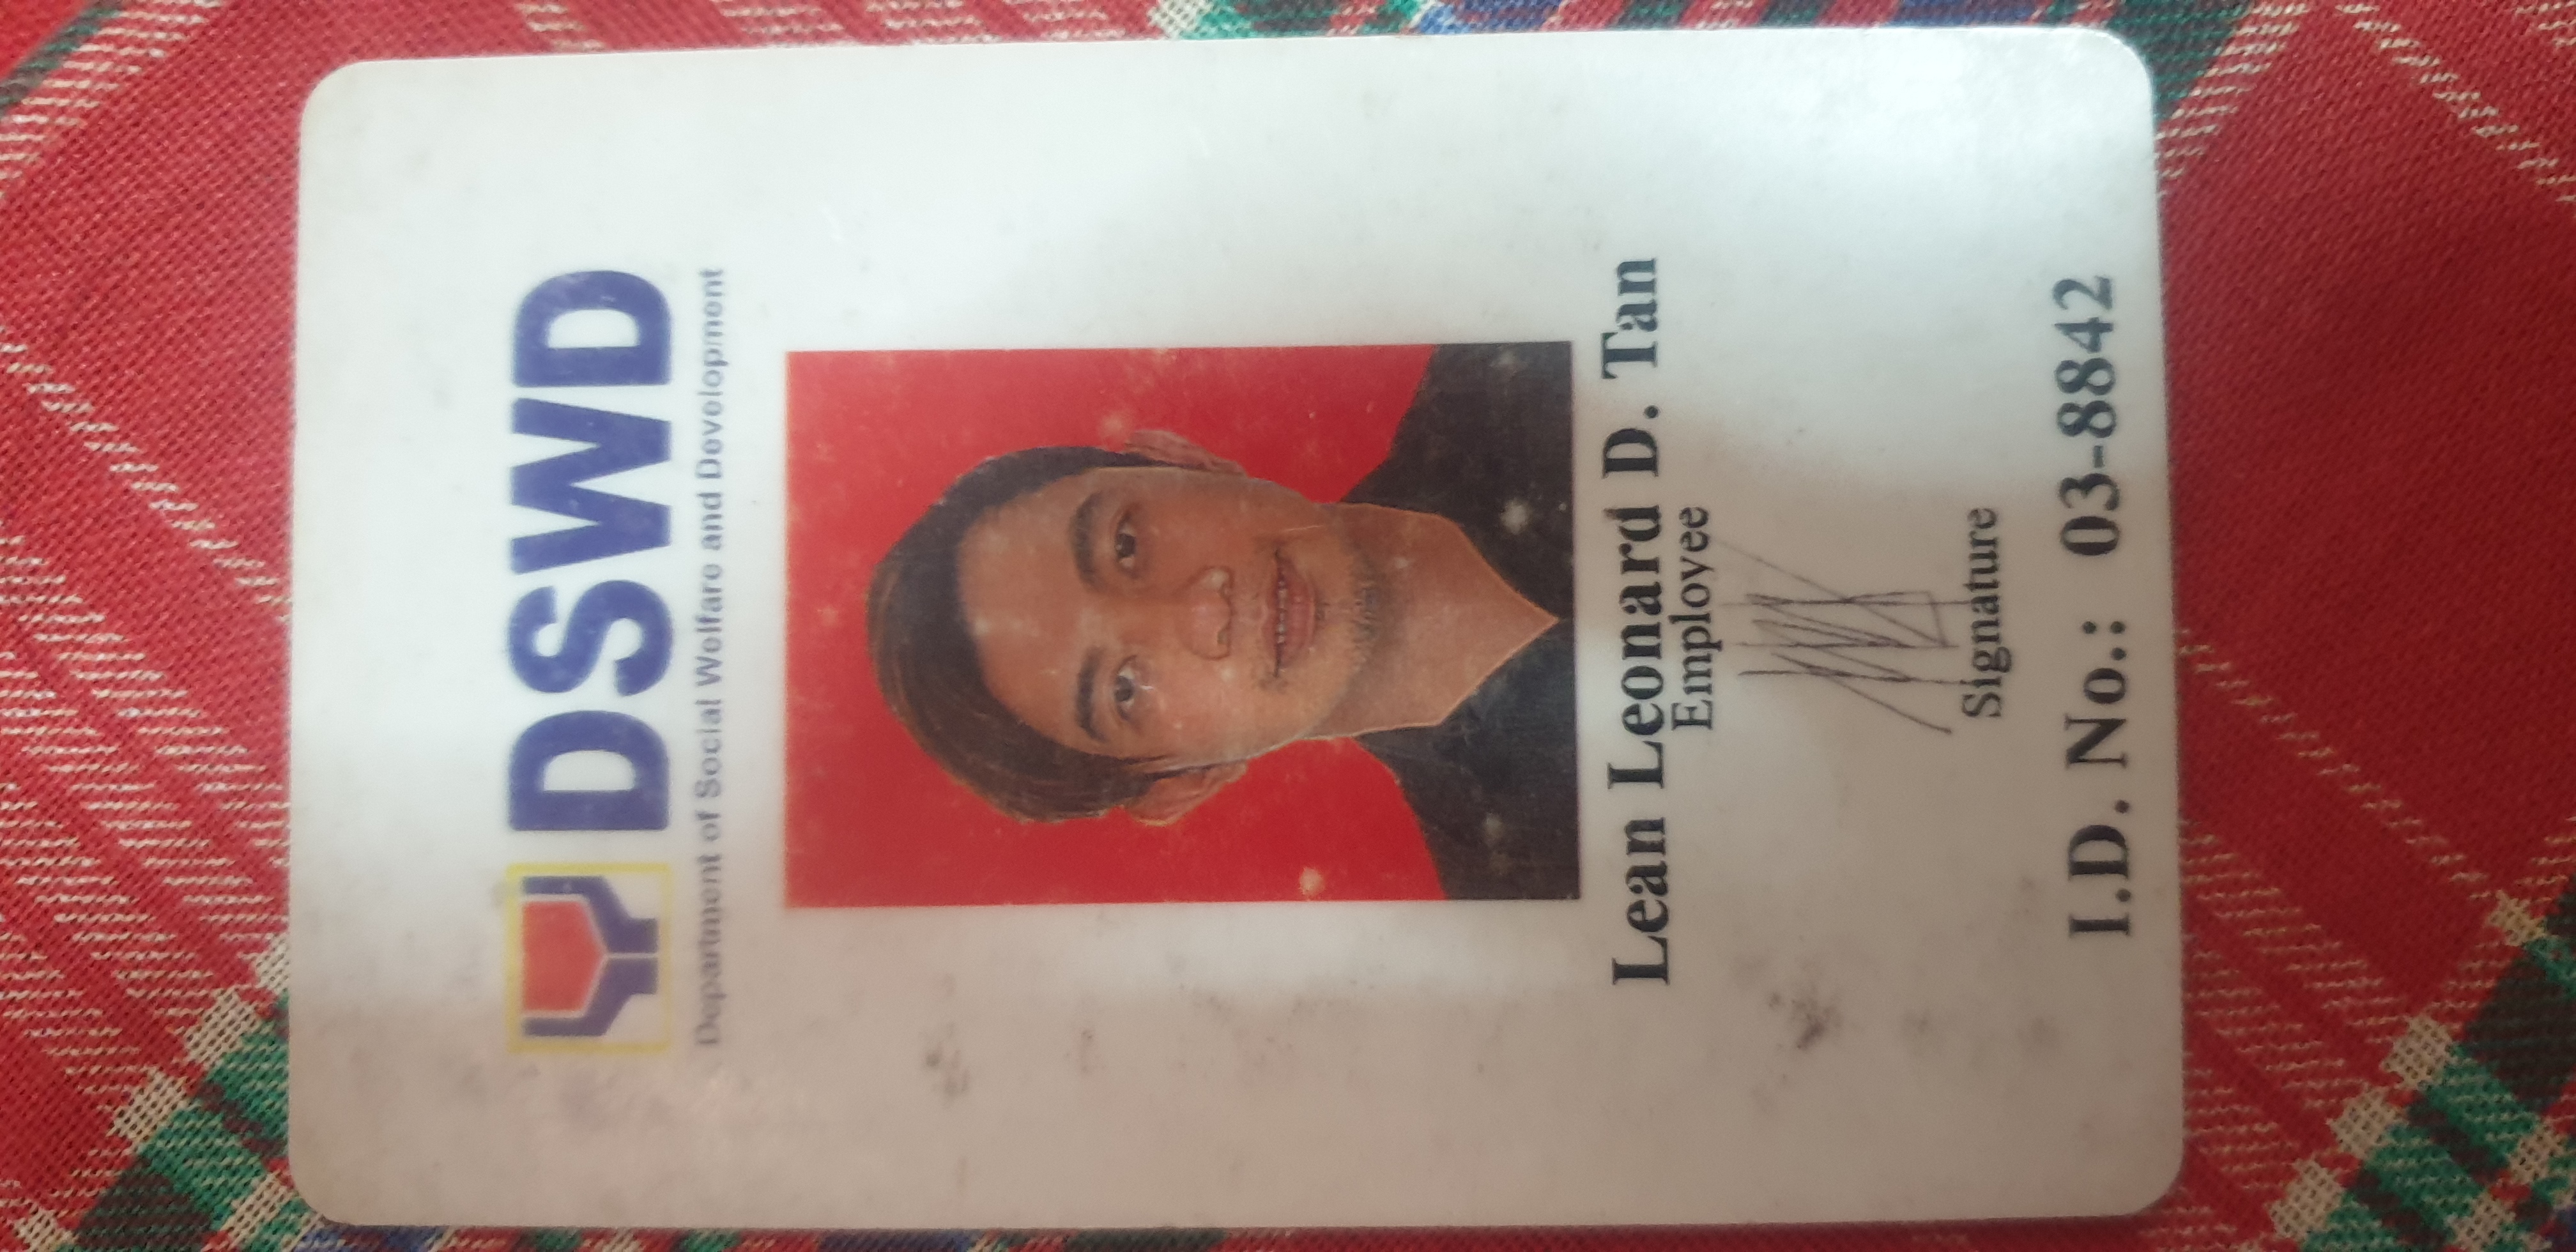 DSWD
Department of Social Welfare and Development
Lean Leonard D. Tan
Employee
Signature
I.D. No.: 03-8842